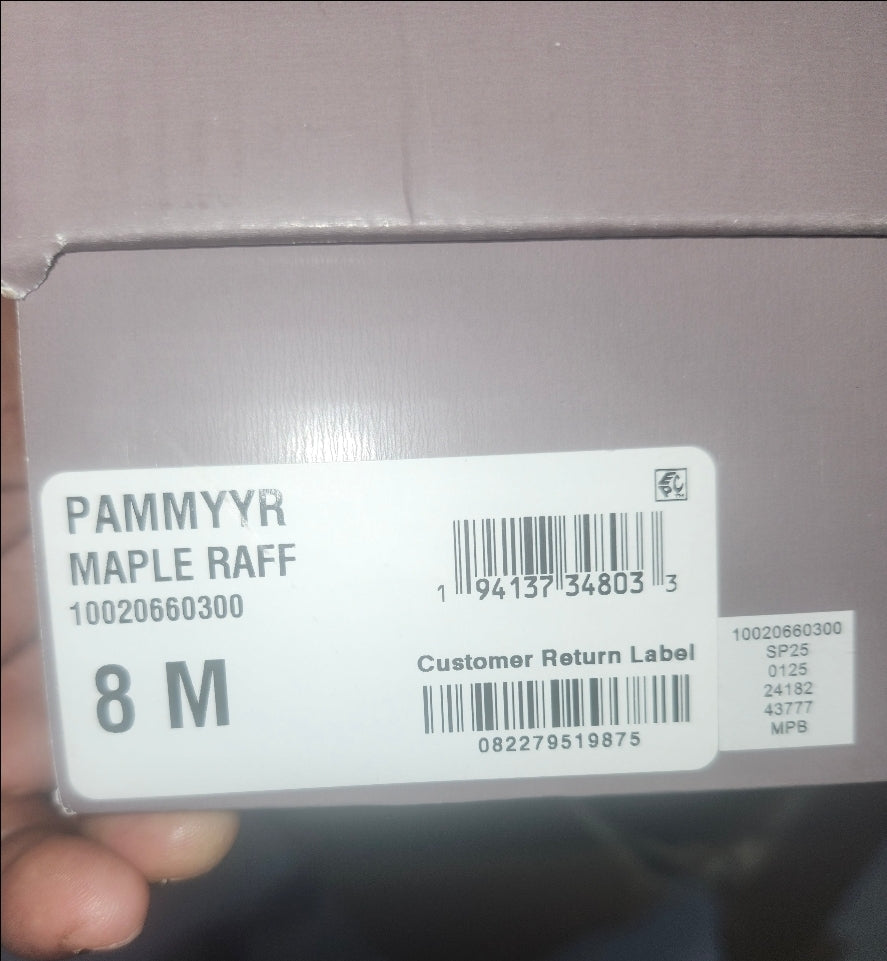 PAMMYYR
MAPLE RAFF
10020660300
8 M
EPC
1 94137 34803 3
Customer Return Label
082279519875
10020660300
SP25
0125
24182
43777
MPB